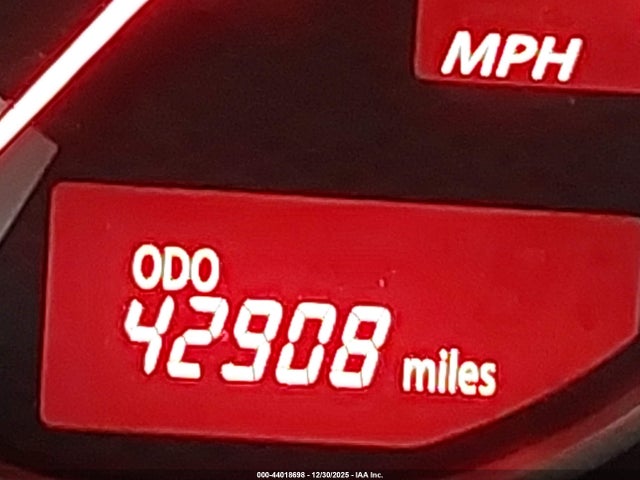 MPH
ODO
42908 miles
000-44018698 - 12/30/2025 - IAA Inc.